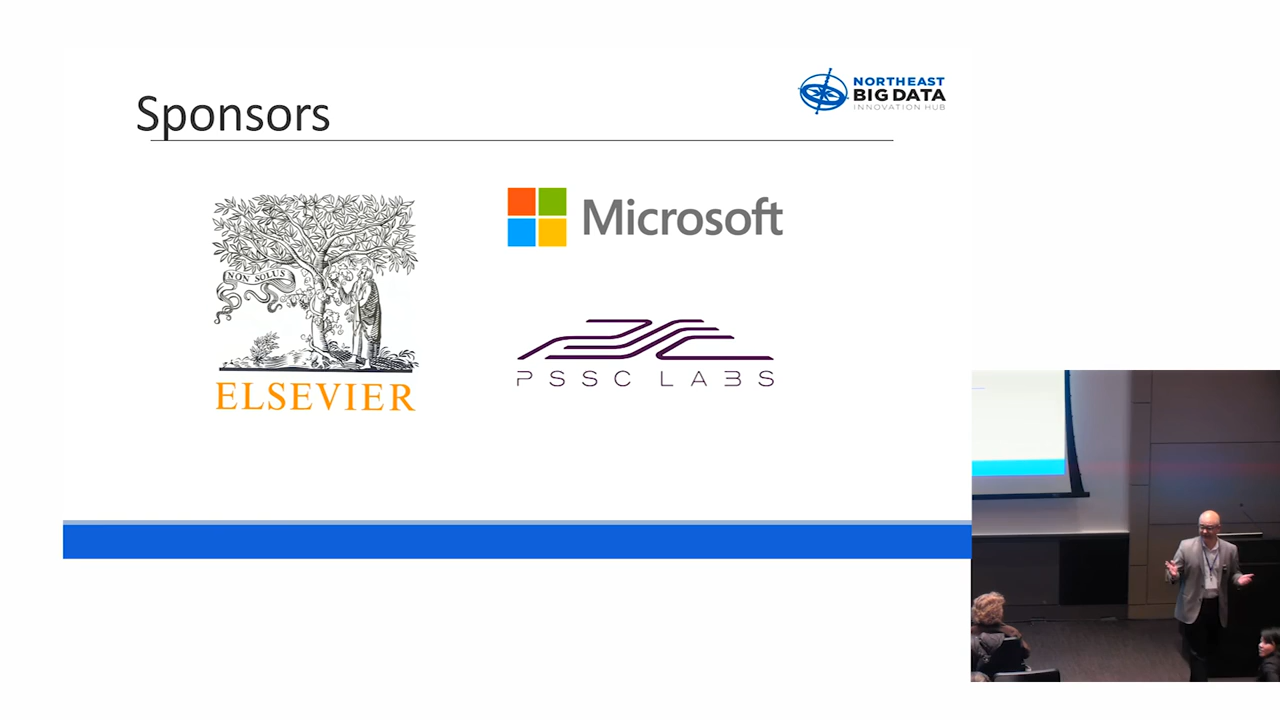 Sponsors
NORTHEAST
BIG DATA
INNOVATION HUB
NON SOLUS
ELSEVIER
Microsoft
PSSC LABS